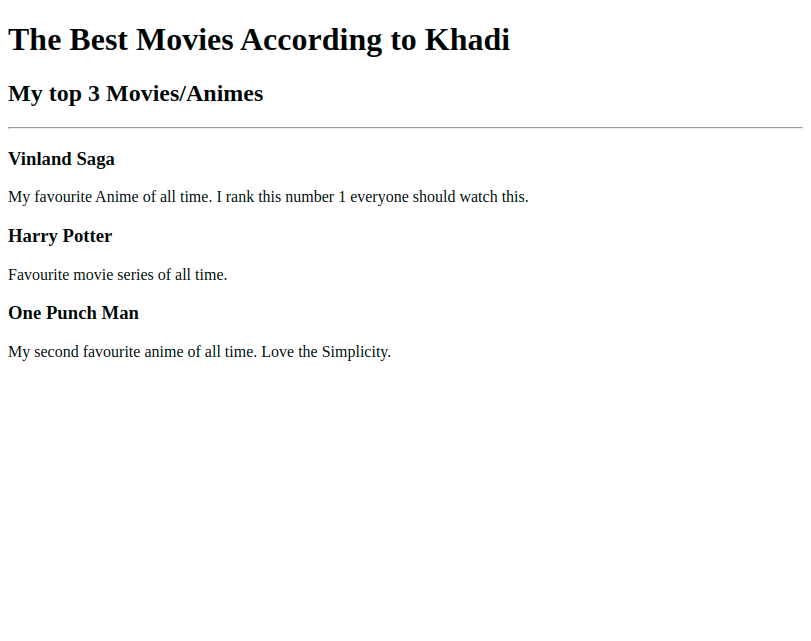 The Best Movies According to Khadi
My top 3 Movies/Animes
Vinland Saga
My favourite Anime of all time. I rank this number 1 everyone should watch this.
Harry Potter
Favourite movie series of all time.
One Punch Man
My second favourite anime of all time. Love the Simplicity.